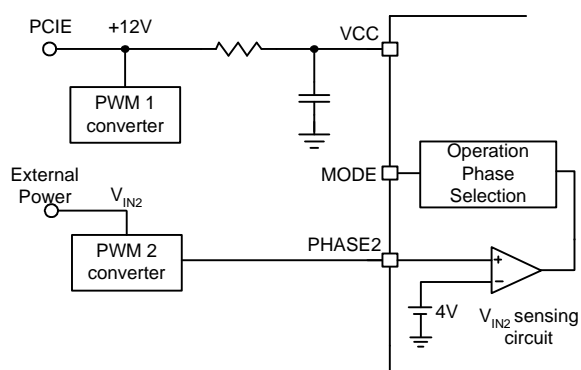 PCIE
+12V
VCC
PWM 1
converter
MODE
Operation
Phase
Selection
External
Power
VIN2
PWM 2
converter
PHASE2
+
−
4V
VIN2 sensing
circuit